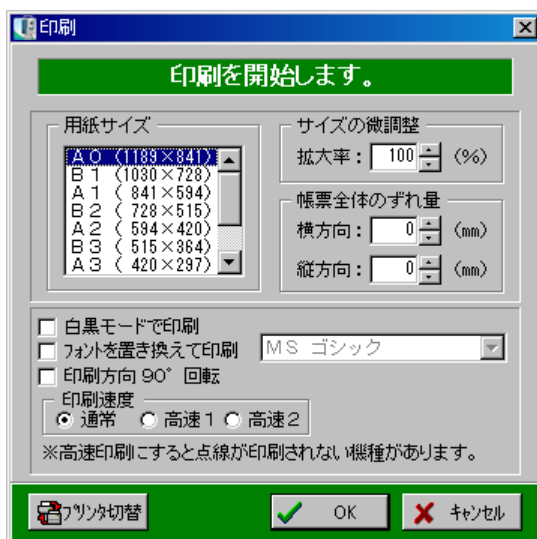 印刷
印刷を開始します。
用紙サイズ
A0 (1189×841)
B1 (1030×728)
A1 ( 841×594)
B2 ( 728×515)
A2 ( 594×420)
B3 ( 515×364)
A3 ( 420×297)
サイズの微調整
拡大率: 100 (%)
帳票全体のずれ量
横方向: 0 (mm)
縦方向: 0 (mm)
白黒モードで印刷
フォントを置き換えて印刷 MS ゴシック
印刷方向90°回転
印刷速度
通常 高速1 高速2
※高速印刷にすると点線が印刷されない機種があります。
プリンタ切替 OK キャンセル